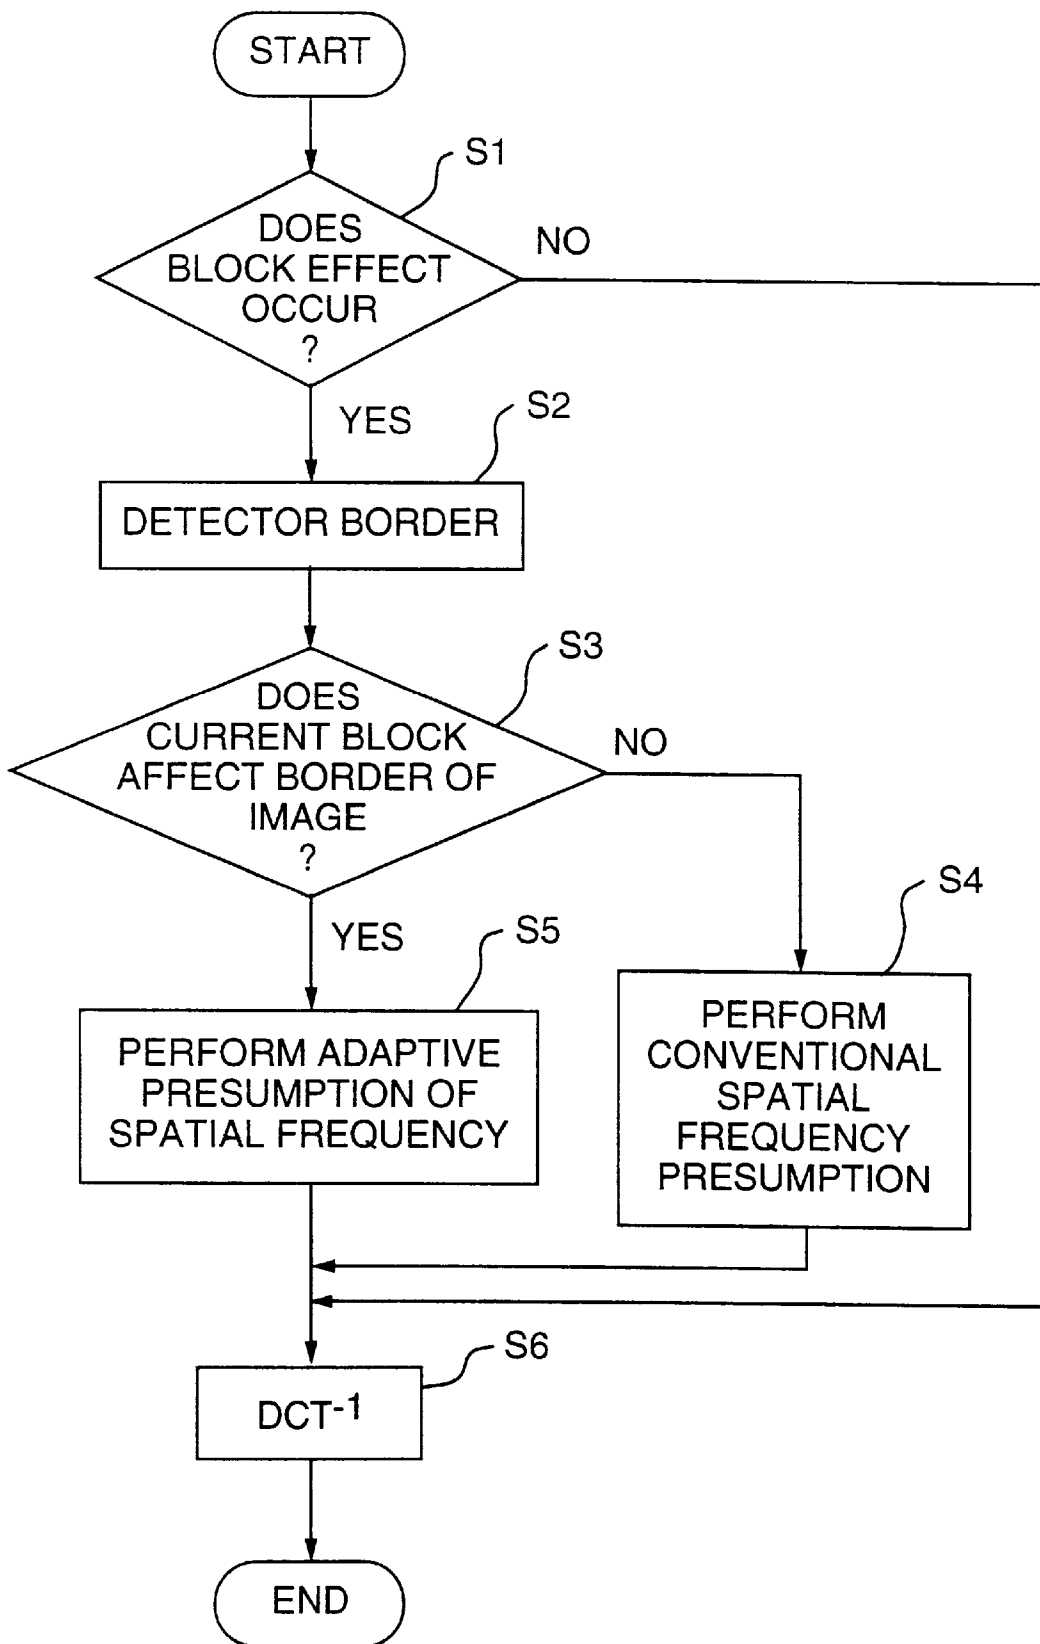 START
S1
DOES
BLOCK EFFECT
OCCUR
?
NO
YES
S2
DETECTOR BORDER
S3
DOES
CURRENT BLOCK
AFFECT BORDER OF
IMAGE
?
NO
YES
S4
PERFORM
CONVENTIONAL
SPATIAL
FREQUENCY
PRESUMPTION
S5
PERFORM ADAPTIVE
PRESUMPTION OF
SPATIAL FREQUENCY
S6
DCT⁻¹
END